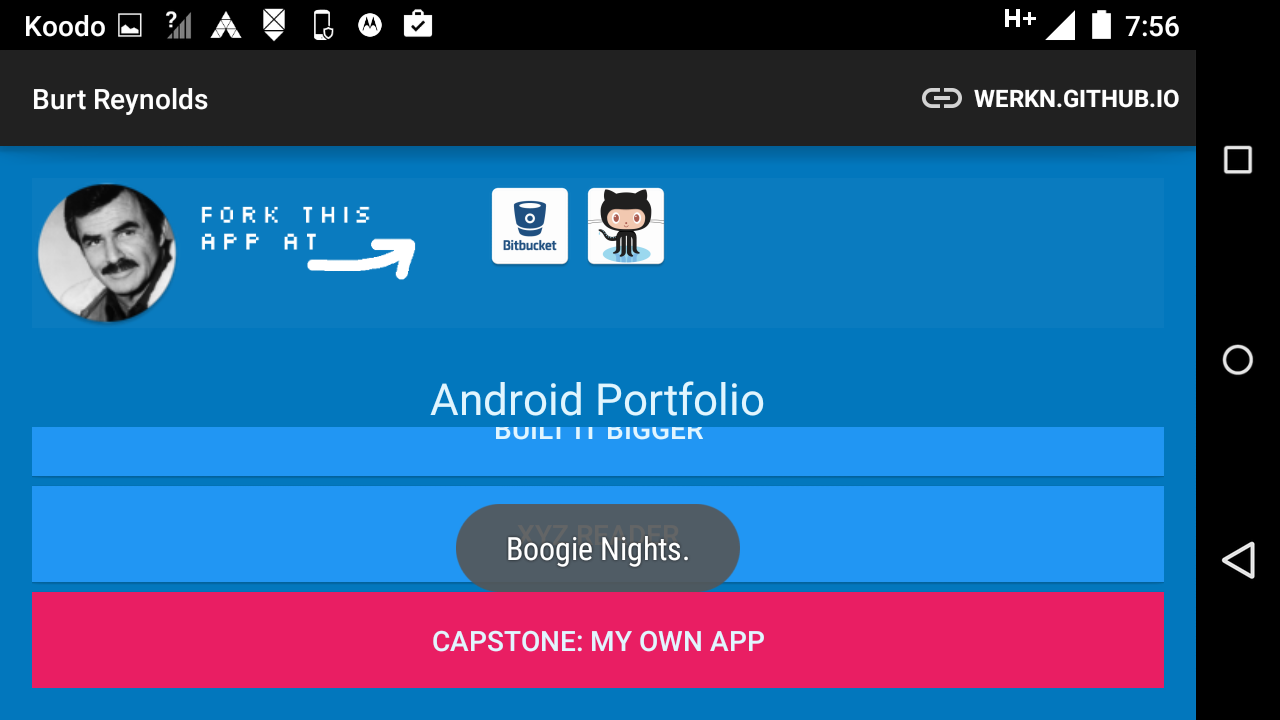 Koodo
H+
7:56
Burt Reynolds
WERKN.GITHUB.IO
FORK THIS
APP AT
Bitbucket
Android Portfolio
BUILT IT BIGGER
XYZ READER
Boogie Nights.
CAPSTONE: MY OWN APP